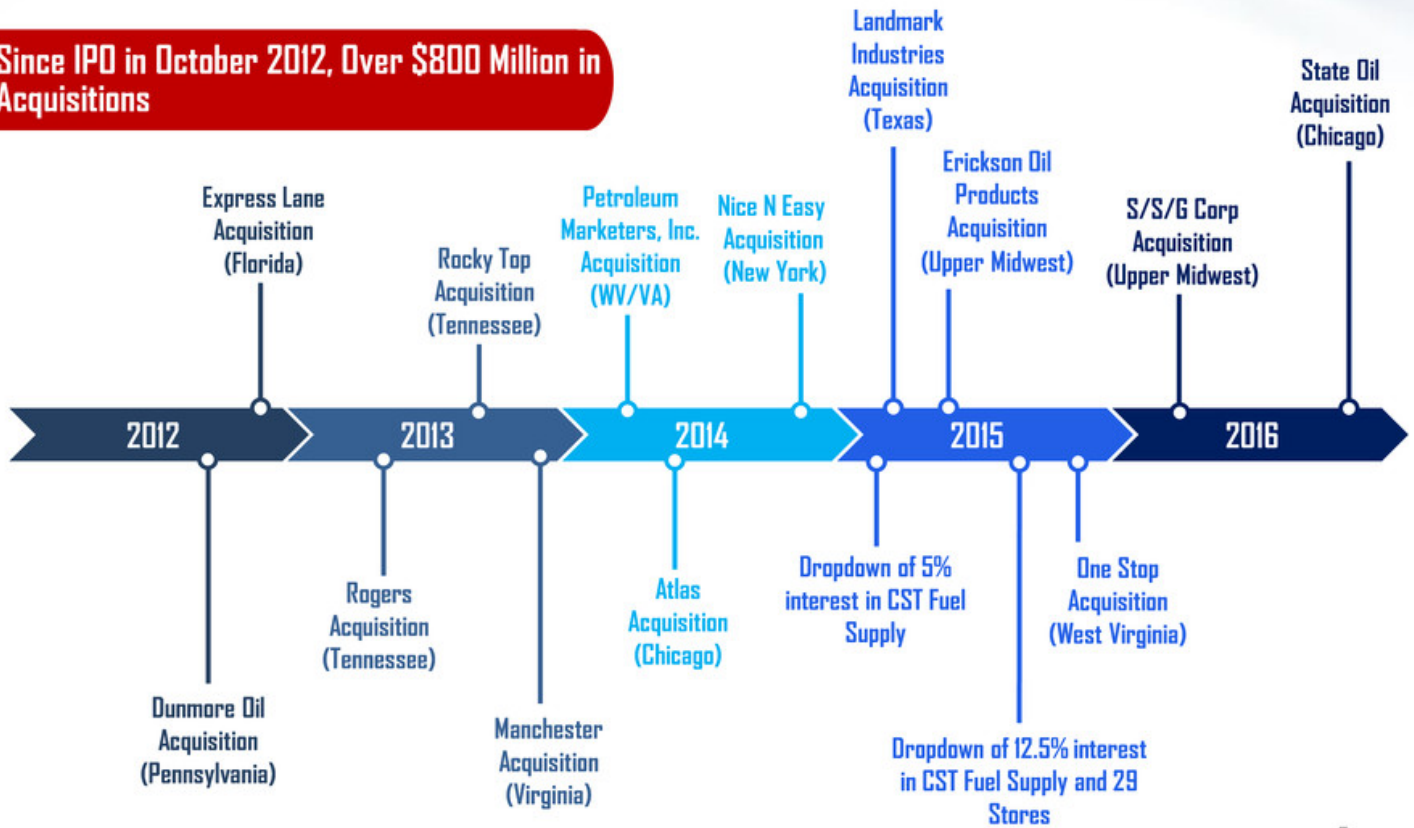 Since IPO in October 2012, Over $800 Million in
Acquisitions
Landmark
Industries
Acquisition
(Texas)
State Oil
Acquisition
(Chicago)
Express Lane
Acquisition
(Florida)
Rocky Top
Acquisition
(Tennessee)
Petroleum
Marketers, Inc.
Acquisition
(WV/VA)
Nice N Easy
Acquisition
(New York)
Erickson Oil
Products
Acquisition
(Upper Midwest)
S/S/G Corp
Acquisition
(Upper Midwest)
2012
2013
2014
2015
2016
Dunmore Oil
Acquisition
(Pennsylvania)
Rogers
Acquisition
(Tennessee)
Manchester
Acquisition
(Virginia)
Atlas
Acquisition
(Chicago)
Dropdown of 5%
interest in CST Fuel
Supply
Dropdown of 12.5% interest
in CST Fuel Supply and 29
Stores
One Stop
Acquisition
(West Virginia)